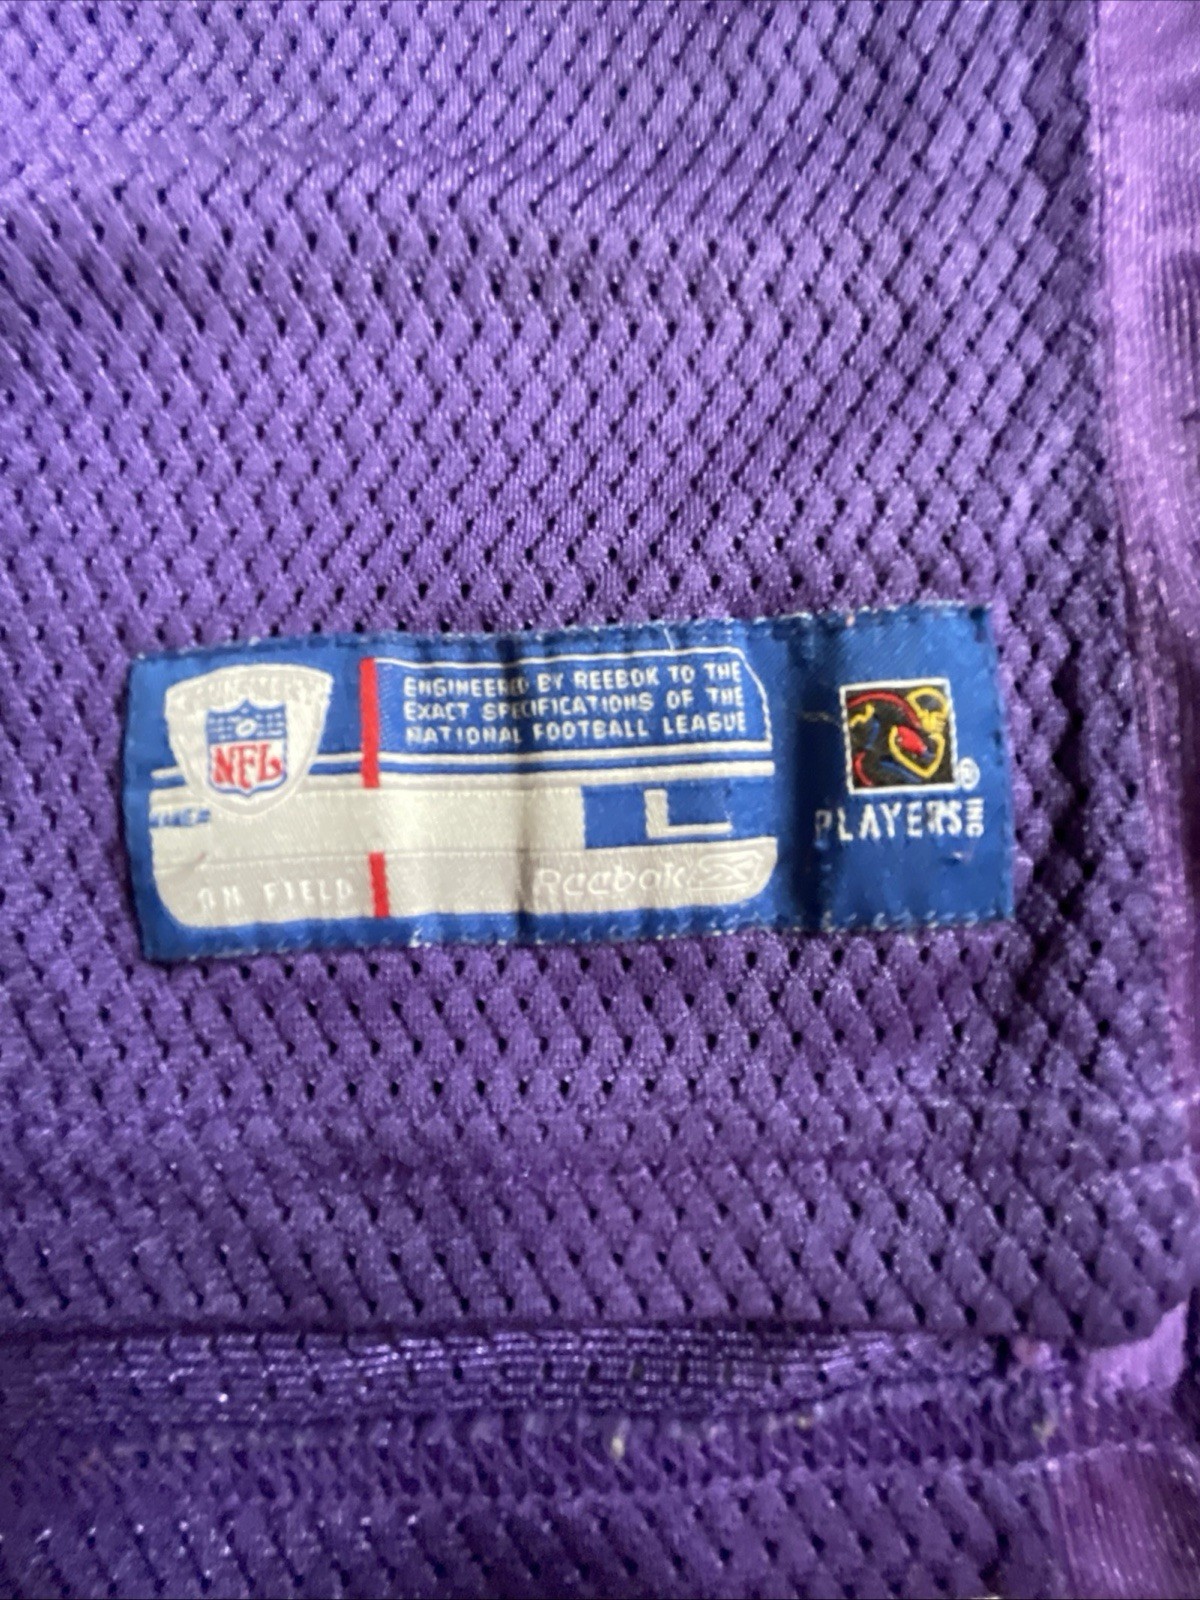 NFL
ENGINEERED BY REEBOK TO THE
EXACT SPECIFICATIONS OF THE
NATIONAL FOOTBALL LEAGUE
L
ON FIELD
Reebok
®
PLAYERS INC